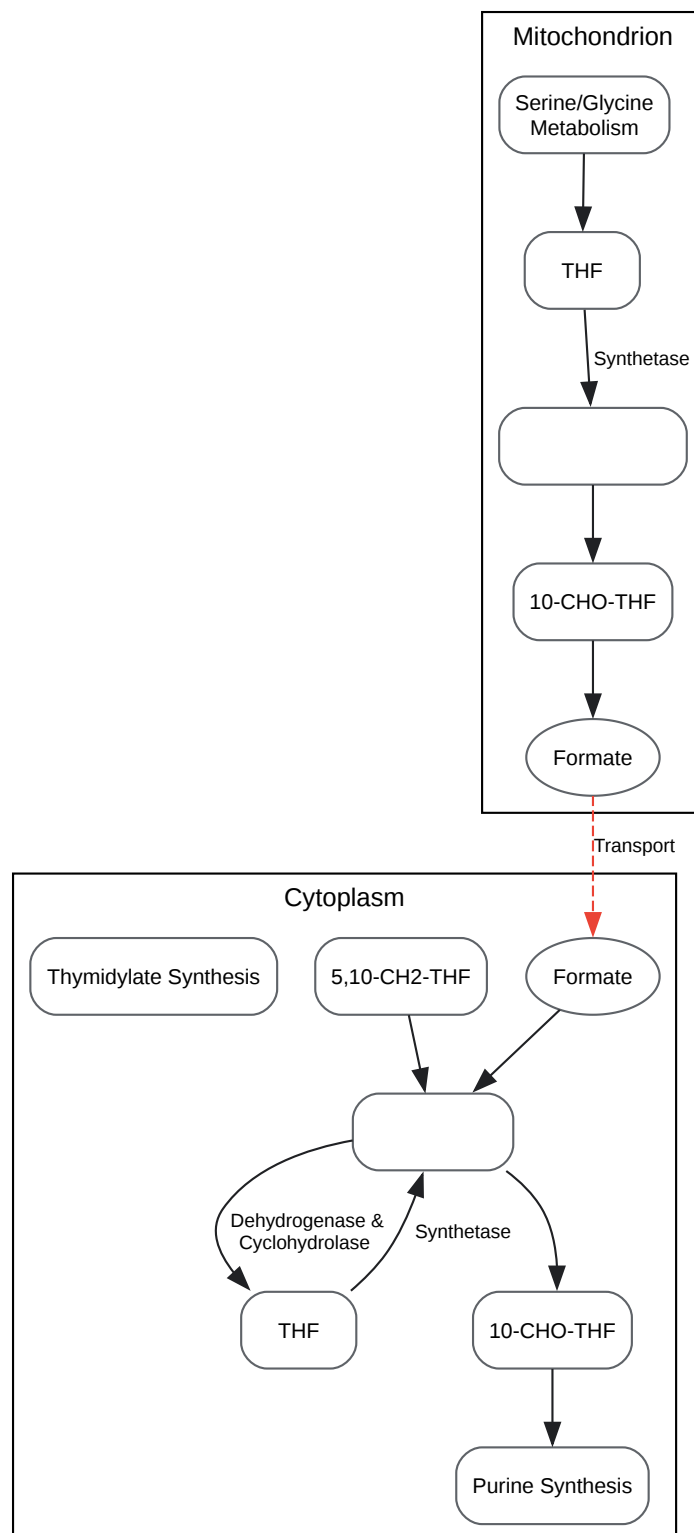 Mitochondrion
Serine/Glycine
Metabolism
THF
Synthetase
10-CHO-THF
Formate
Transport
Cytoplasm
Thymidylate Synthesis
5,10-CH2-THF
Formate
Dehydrogenase &
Cyclohydrolase
Synthetase
THF
10-CHO-THF
Purine Synthesis